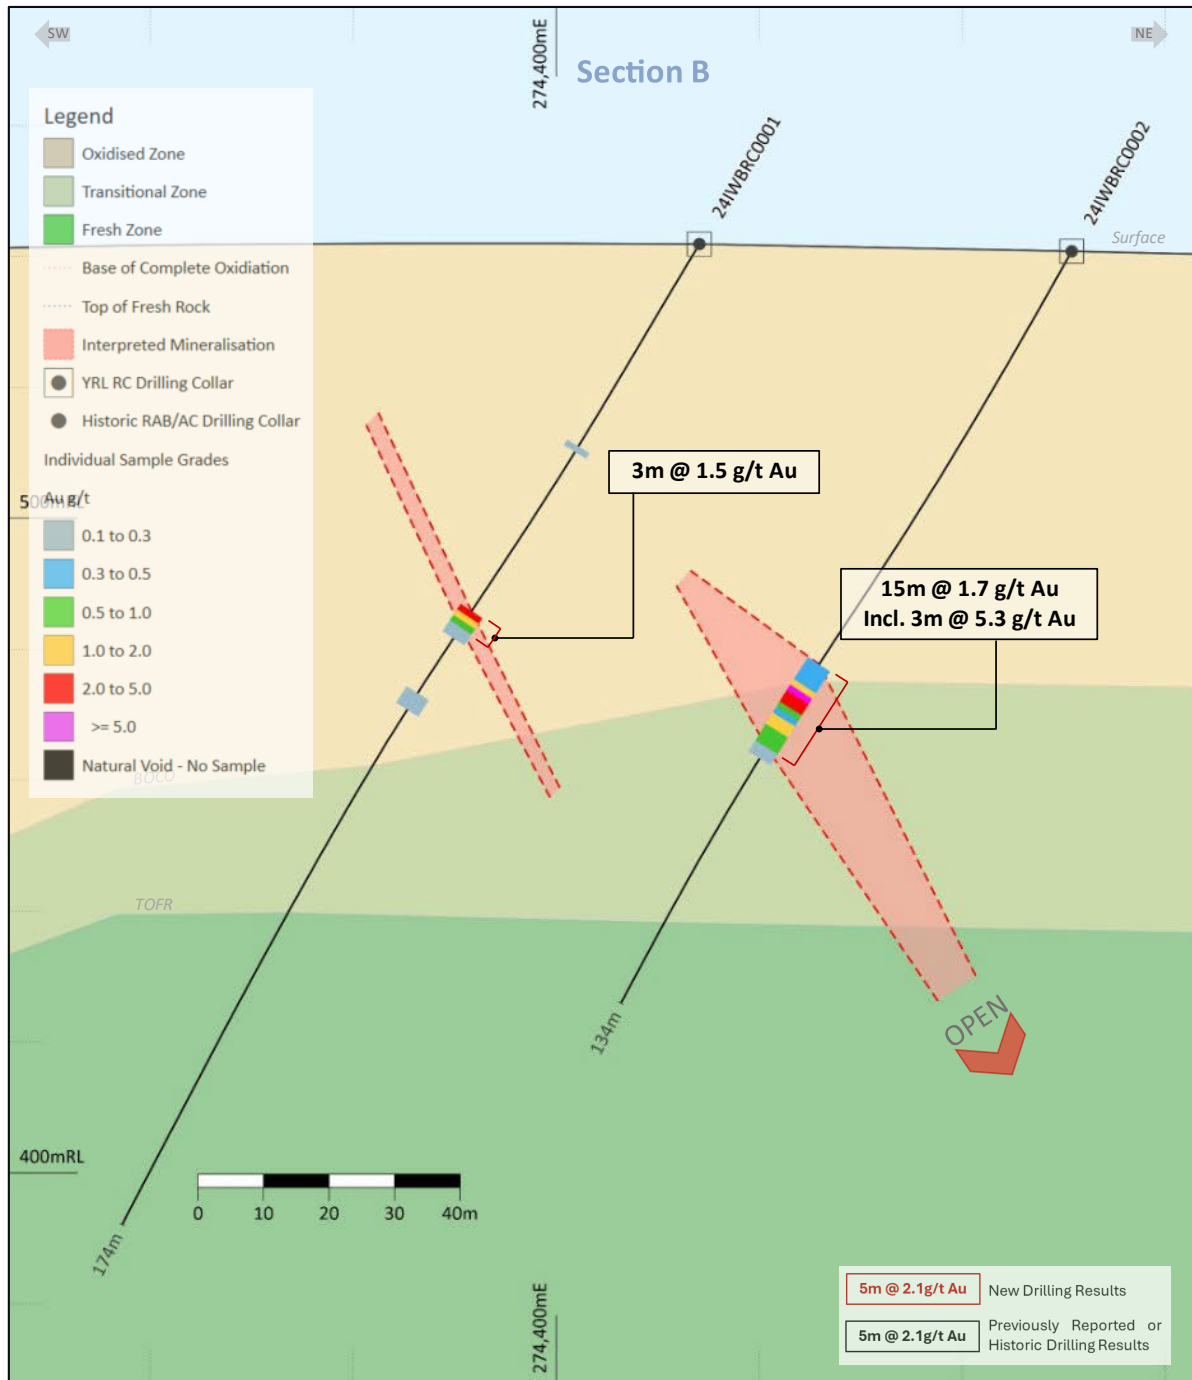 SW
NE
274,400mE
Section B
24IWBRC0001
24IWBRC0002
Surface
Legend
Oxidised Zone
Transitional Zone
Fresh Zone
Base of Complete Oxidiation
Top of Fresh Rock
Interpreted Mineralisation
YRL RC Drilling Collar
Historic RAB/AC Drilling Collar
Individual Sample Grades
Au g/t
500mRL
0.1 to 0.3
0.3 to 0.5
0.5 to 1.0
1.0 to 2.0
2.0 to 5.0
>= 5.0
Natural Void - No Sample
BOCO
3m @ 1.5 g/t Au
15m @ 1.7 g/t Au
Incl. 3m @ 5.3 g/t Au
TOFR
134m
OPEN
400mRL
0 10 20 30 40m
174m
274,400mE
5m @ 2.1g/t Au New Drilling Results
5m @ 2.1g/t Au Previously Reported or
Historic Drilling Results